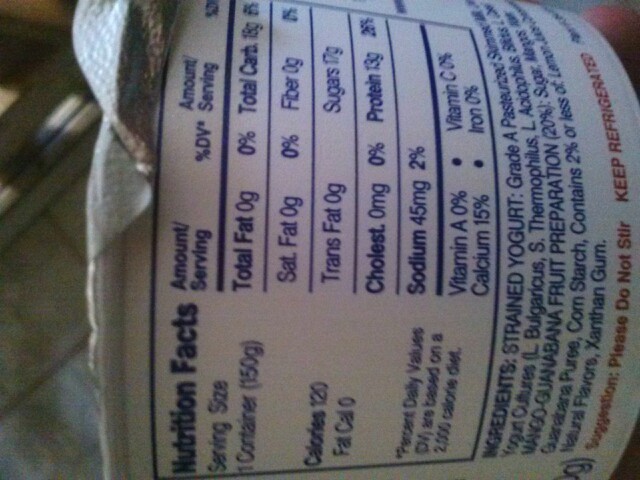 Nutrition Facts
Serving Size
1 Container (150g)
Calories 120
Fat Cal 0
*Percent Daily Values
(DV) are based on a
2,000 calorie diet.
Amount/Serving %DV* Amount/Serving
Total Fat 0g 0% Total Carb. 18g 6%
Sat. Fat 0g 0% Fiber 0g 0%
Trans Fat 0g Sugars 17g
Cholest. 0mg 0% Protein 13g 26%
Sodium 45mg 2%
Vitamin A 0% • Vitamin C 0%
Calcium 15% • Iron 0%
INGREDIENTS: STRAINED YOGURT: Grade A Pasteurized Skimmed
Yogurt Cultures (L. Bulgaricus, S. Thermophilus, L. Acidophilus,
MANGO-GUANABANA FRUIT PREPARATION (20%): Sugar,
Guanabana Puree, Corn Starch, Contains 2% or less of: Lemon
Natural Flavors, Xanthan Gum.
Suggestion: Please Do Not Stir KEEP REFRIGERATED